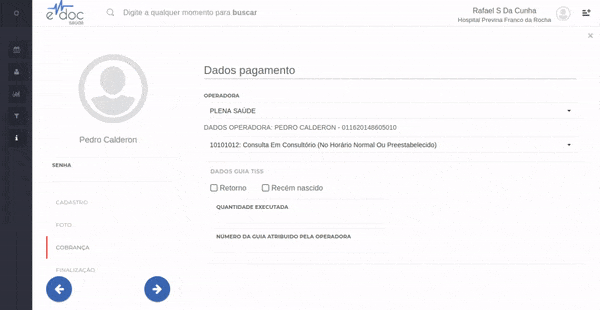 e doc
SAÚDE
Digite a qualquer momento para buscar
Rafael S Da Cunha
Hospital Previna Franco da Rocha
Pedro Calderon
SENHA
CADASTRO
FOTO
COBRANÇA
FINALIZAÇÃO
Dados pagamento
OPERADORA
PLENA SAÚDE
DADOS OPERADORA: PEDRO CALDERON - 011620148605010
10101012: Consulta Em Consultório (No Horário Normal Ou Preestabelecido)
DADOS GUIA TISS
Retorno Recém nascido
QUANTIDADE EXECUTADA
NÚMERO DA GUIA ATRIBUIDO PELA OPERADORA